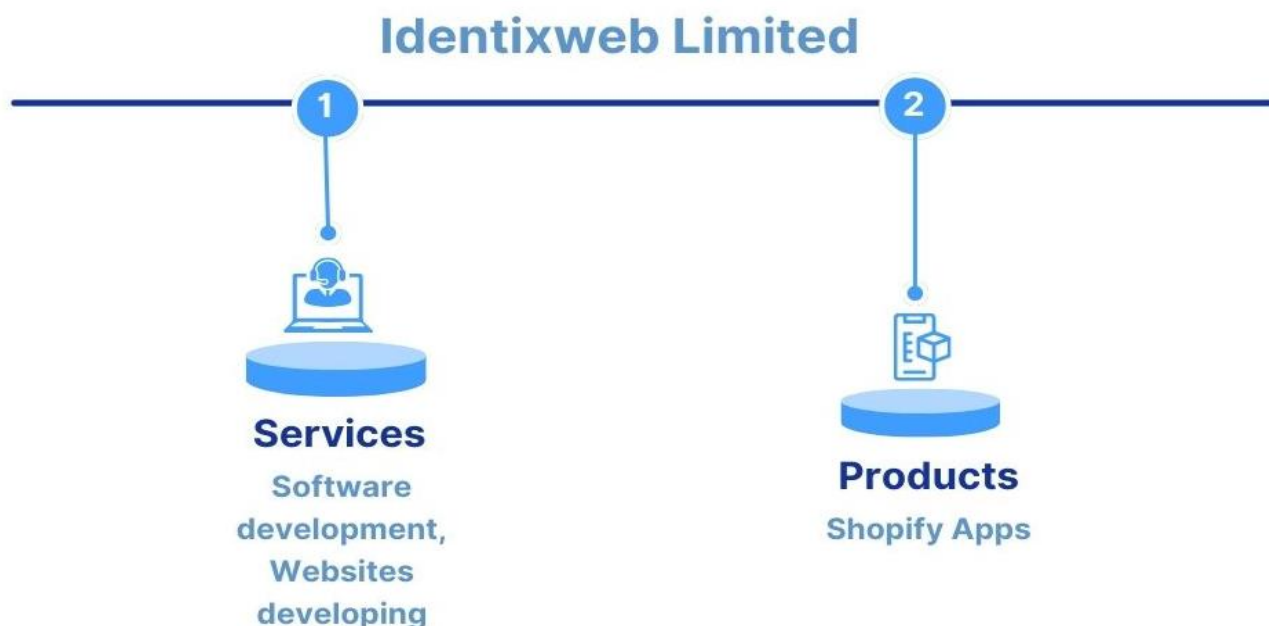 Identixweb Limited
1
2
Services
Software
development,
Websites
developing
Products
Shopify Apps